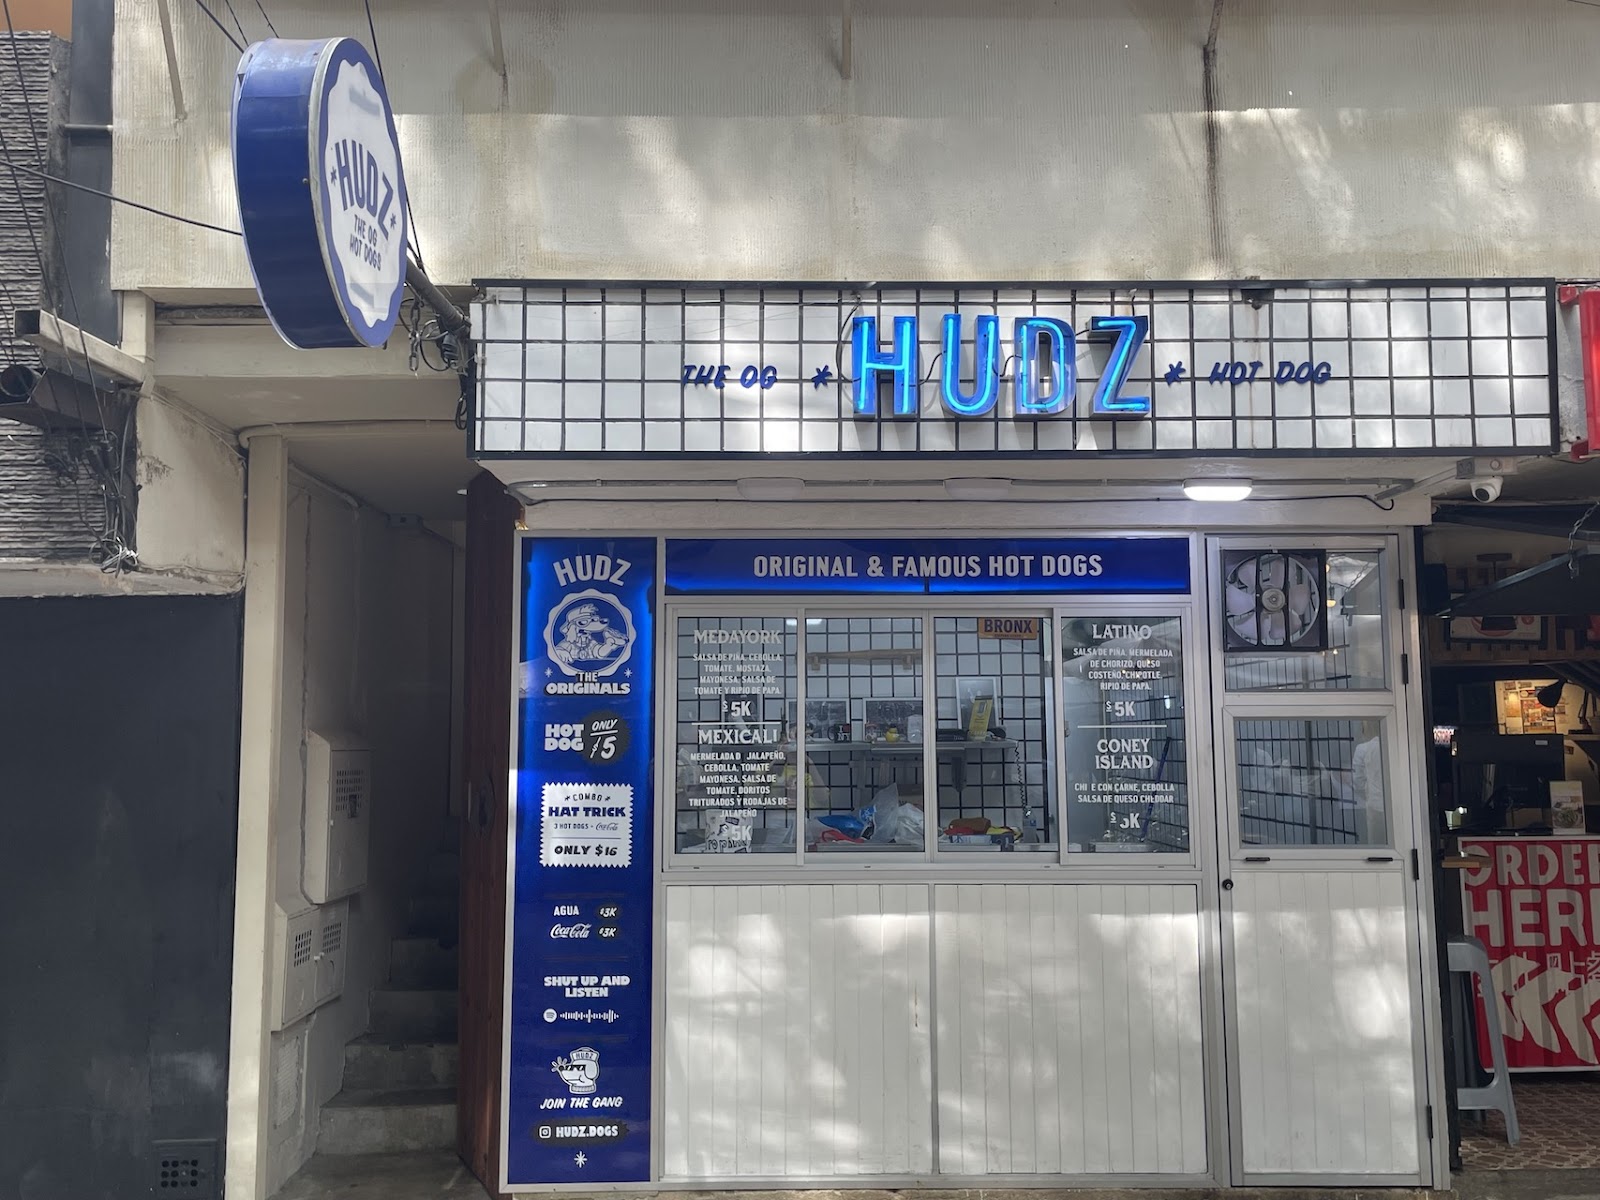 *HUDZ*
THE OG
HOT DOGS
THE OG * HUDZ * HOT DOG
HUDZ
THE
ORIGINALS
HOT DOG
ONLY
$5
*COMBO*
HAT TRICK
3 HOT DOGS + Coca-Cola
ONLY $16
AGUA $3K
Coca-Cola $3K
SHUT UP AND
LISTEN
HUDZ
JOIN THE GANG
HUDZ.DOGS
ORIGINAL & FAMOUS HOT DOGS
MEDAYORK
SALSA DE PIÑA, CEBOLLA,
TOMATE, MOSTAZA,
MAYONESA, SALSA DE
TOMATE Y RIPIO DE PAPA.
$5K
MEXICALI
MERMELADA D JALAPEÑO,
CEBOLLA, TOMATE
MAYONESA, SALSA DE
TOMATE, DORITOS
TRITURADOS Y RODAJAS DE
JALAPEÑO
$5K
BRONX
LATINO
SALSA DE PIÑA, MERMELADA
DE CHORIZO, QUESO
COSTEÑO, CHIPOTLE,
RIPIO DE PAPA.
$5K
CONEY
ISLAND
CHI E CON CARNE, CEBOLLA
SALSA DE QUESO CHEDDAR
ORDER
HERE